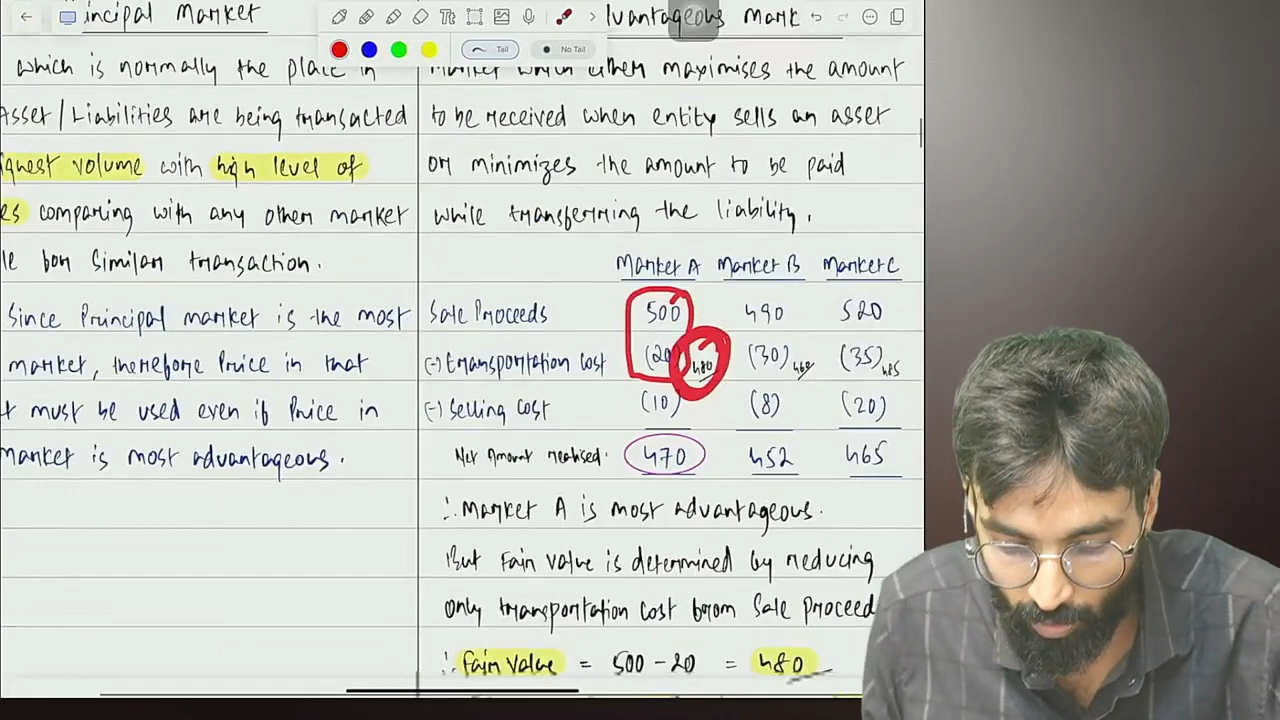 incipal Market
lvantageous Mark
Tail
No Tail
which is normally the place in
Asset/Liabilities are being transacted
ighest volume with high level of
es comparing with any other market
le for Similar transaction.
Since Principal market is the most
market, therefore Price in that
t must be used even if Price in
market is most advantageous.
Market which either maximises the amount
to be received when entity sells an asset
or minimizes the amount to be paid
while transferring the liability.
Market A Market B Market C
Sale Proceeds 500 490 520
(-) Transportation Cost (20) 480 (30) 460 (35) 485
(-) Selling Cost (10) (8) (20)
Net Amount realised. 470 452 465
∴ Market A is most advantageous.
But Fair value is determined by reducing
only transportation cost from Sale Proceed
∴ Fair value = 500 - 20 = 480